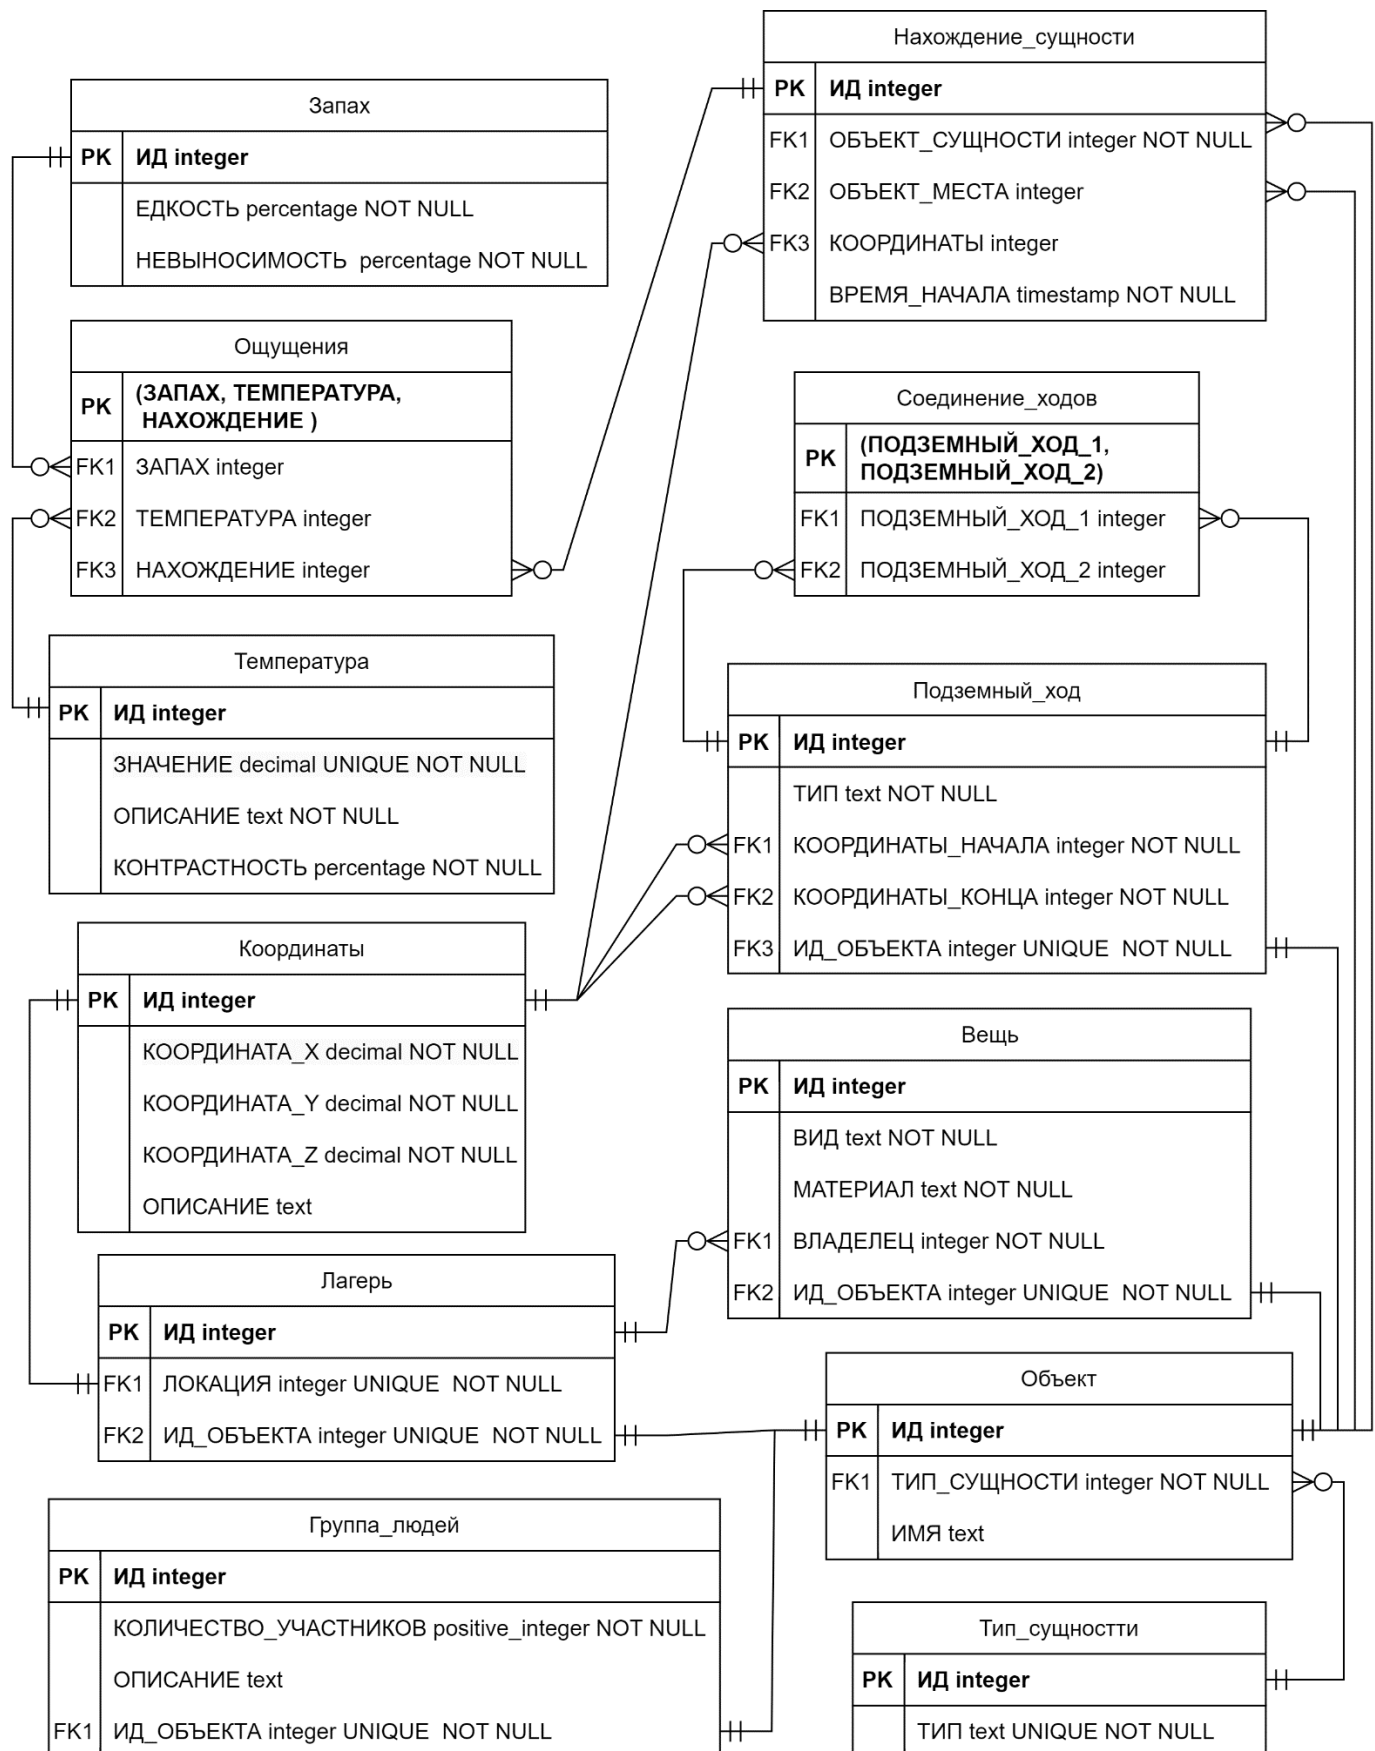 Нахождение_сущности
PK ИД integer
FK1 ОБЪЕКТ_СУЩНОСТИ integer NOT NULL
FK2 ОБЪЕКТ_МЕСТА integer
FK3 КООРДИНАТЫ integer
ВРЕМЯ_НАЧАЛА timestamp NOT NULL
Запах
PK ИД integer
ЕДКОСТЬ percentage NOT NULL
НЕВЫНОСИМОСТЬ  percentage NOT NULL
Ощущения
PK (ЗАПАХ, ТЕМПЕРАТУРА,
НАХОЖДЕНИЕ )
FK1 ЗАПАХ integer
FK2 ТЕМПЕРАТУРА integer
FK3 НАХОЖДЕНИЕ integer
Соединение_ходов
PK (ПОДЗЕМНЫЙ_ХОД_1,
ПОДЗЕМНЫЙ_ХОД_2)
FK1 ПОДЗЕМНЫЙ_ХОД_1 integer
FK2 ПОДЗЕМНЫЙ_ХОД_2 integer
Температура
PK ИД integer
ЗНАЧЕНИЕ decimal UNIQUE NOT NULL
ОПИСАНИЕ text NOT NULL
КОНТРАСТНОСТЬ percentage NOT NULL
Подземный_ход
PK ИД integer
ТИП text NOT NULL
FK1 КООРДИНАТЫ_НАЧАЛА integer NOT NULL
FK2 КООРДИНАТЫ_КОНЦА integer NOT NULL
FK3 ИД_ОБЪЕКТА integer UNIQUE  NOT NULL
Координаты
PK ИД integer
КООРДИНАТА_X decimal NOT NULL
КООРДИНАТА_Y decimal NOT NULL
КООРДИНАТА_Z decimal NOT NULL
ОПИСАНИЕ text
Вещь
PK ИД integer
ВИД text NOT NULL
МАТЕРИАЛ text NOT NULL
FK1 ВЛАДЕЛЕЦ integer NOT NULL
FK2 ИД_ОБЪЕКТА integer UNIQUE  NOT NULL
Лагерь
PK ИД integer
FK1 ЛОКАЦИЯ integer UNIQUE  NOT NULL
FK2 ИД_ОБЪЕКТА integer UNIQUE  NOT NULL
Объект
PK ИД integer
FK1 ТИП_СУЩНОСТИ integer NOT NULL
ИМЯ text
Группа_людей
PK ИД integer
КОЛИЧЕСТВО_УЧАСТНИКОВ positive_integer NOT NULL
ОПИСАНИЕ text
FK1 ИД_ОБЪЕКТА integer UNIQUE  NOT NULL
Тип_сущностти
PK ИД integer
ТИП text UNIQUE NOT NULL